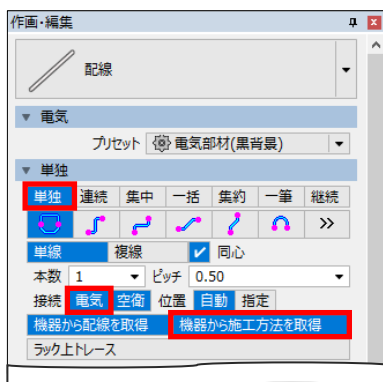 作画・編集
配線
電気
プリセット 電気部材(黒背景)
単独
単独 連続 集中 一括 集約 一筆 継続
単線 複線 同心
本数 1 ピッチ 0.50
接続 電気 空衛 位置 自動 指定
機器から配線を取得 機器から施工方法を取得
ラック上トレース